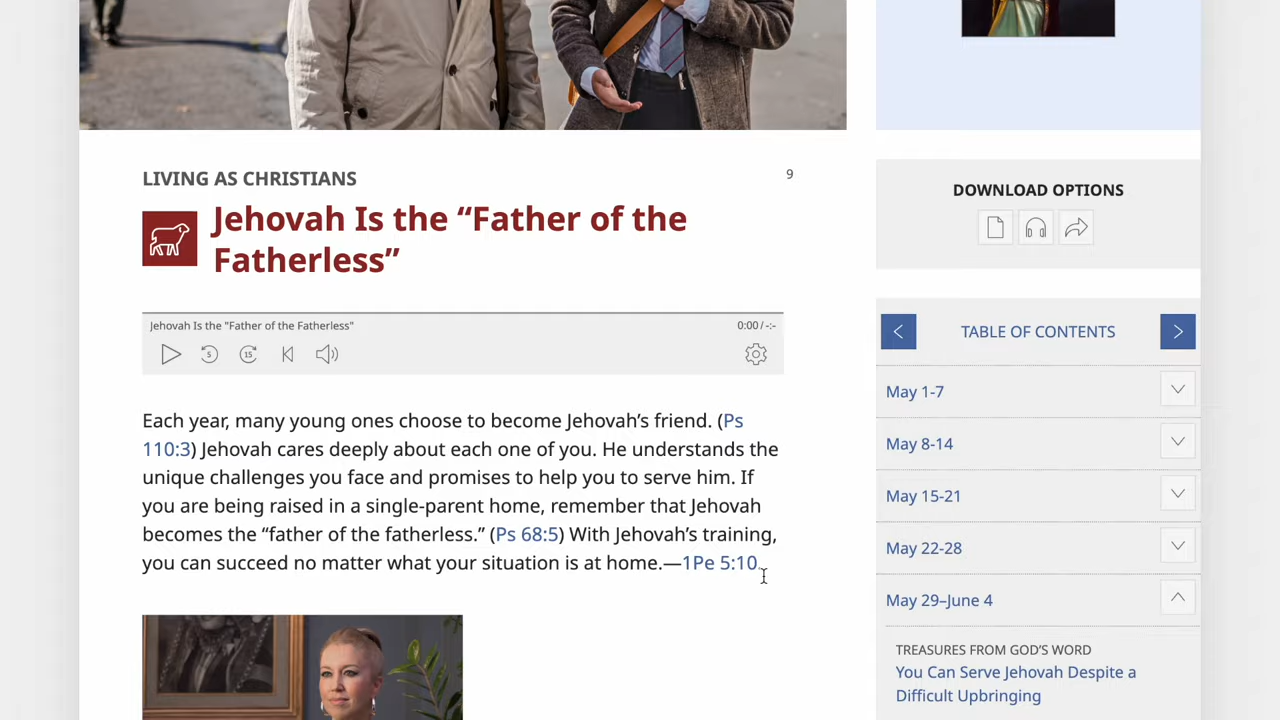 LIVING AS CHRISTIANS
9
Jehovah Is the “Father of the
Fatherless”
Jehovah Is the "Father of the Fatherless"
0:00 / -:-
5
15
Each year, many young ones choose to become Jehovah’s friend. (Ps
110:3) Jehovah cares deeply about each one of you. He understands the
unique challenges you face and promises to help you to serve him. If
you are being raised in a single-parent home, remember that Jehovah
becomes the “father of the fatherless.” (Ps 68:5) With Jehovah’s training,
you can succeed no matter what your situation is at home.—1Pe 5:10.
DOWNLOAD OPTIONS
TABLE OF CONTENTS
May 1-7
May 8-14
May 15-21
May 22-28
May 29–June 4
TREASURES FROM GOD’S WORD
You Can Serve Jehovah Despite a
Difficult Upbringing